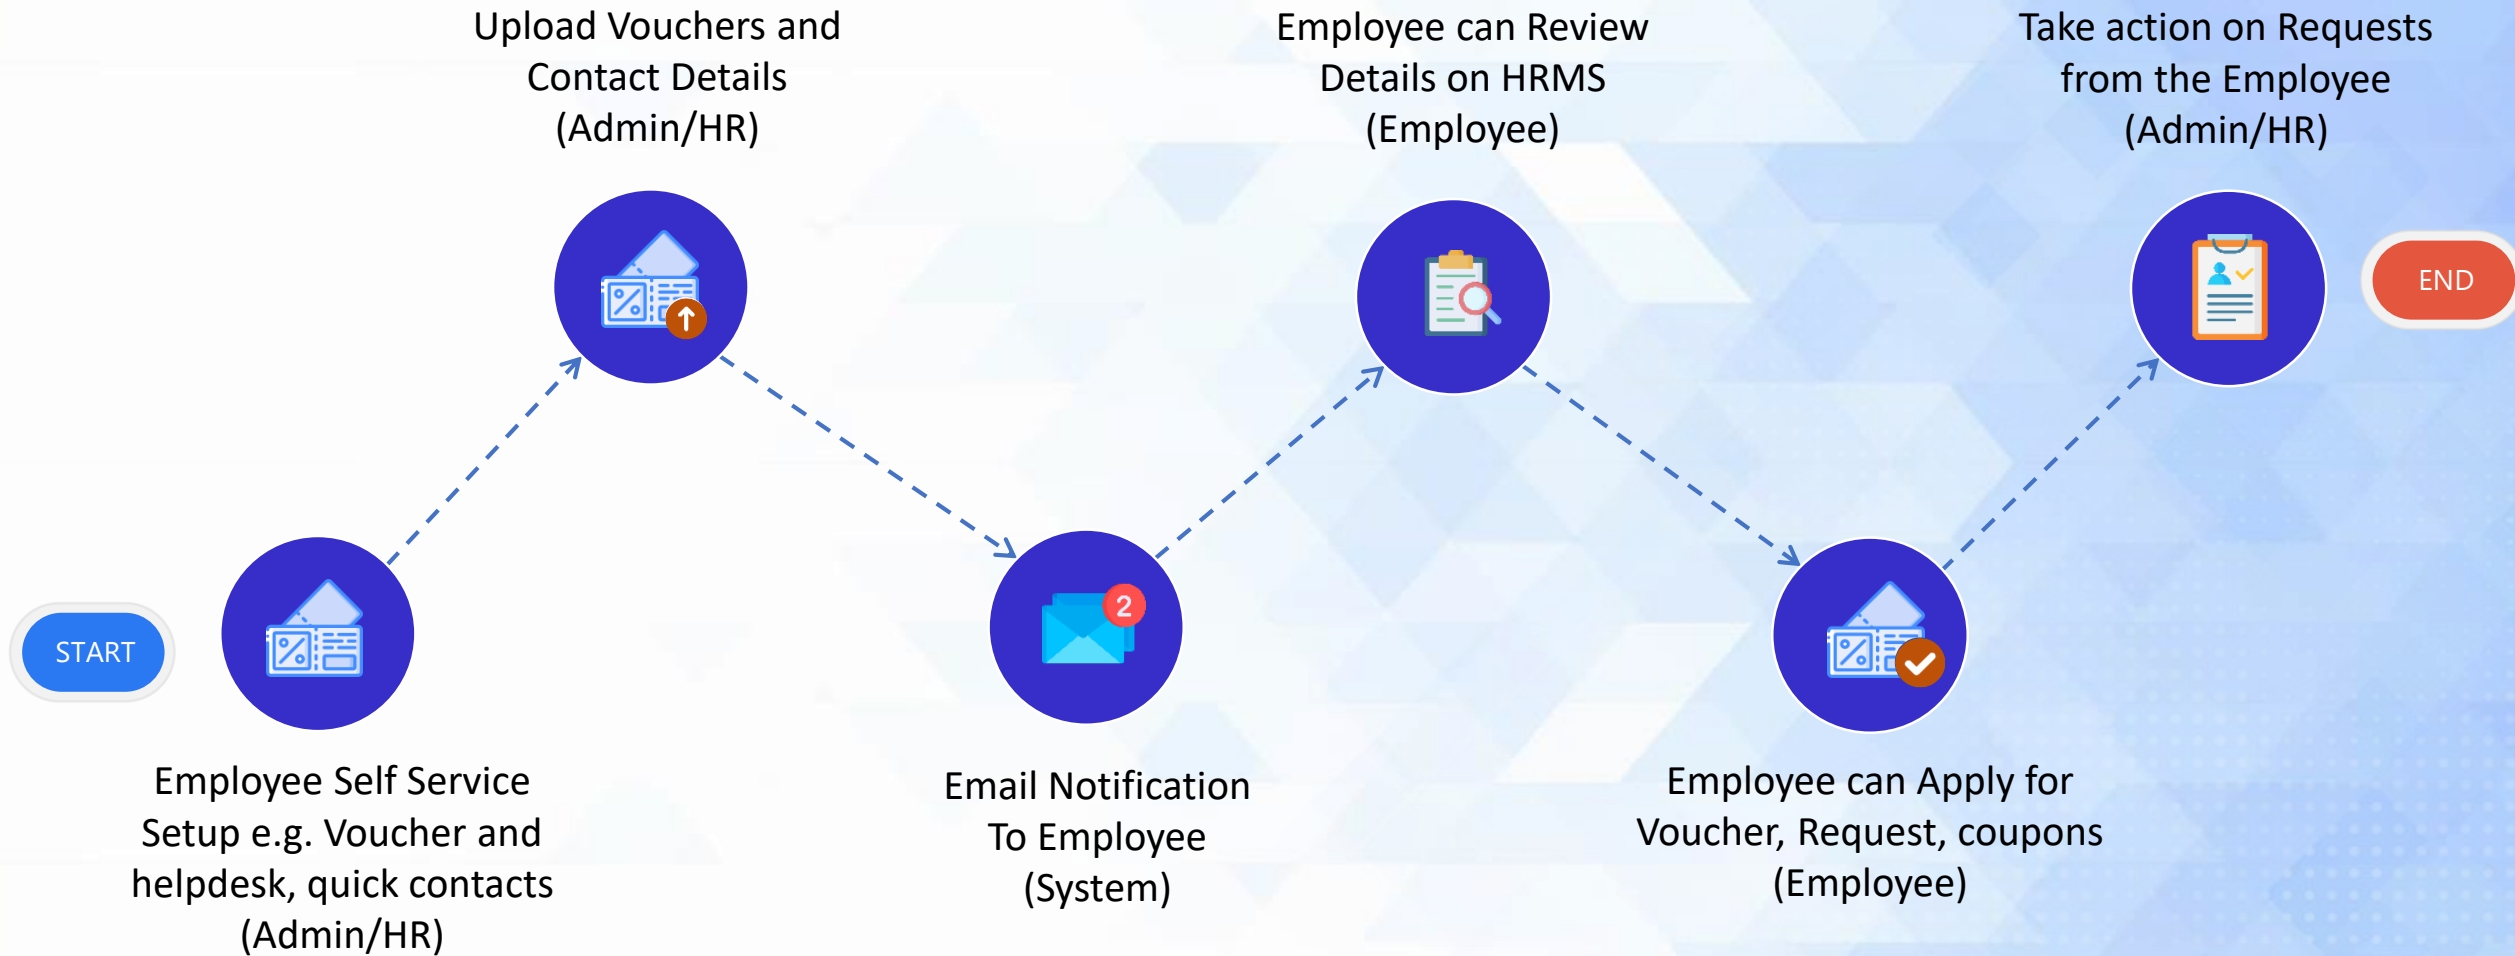 START
Employee Self Service
Setup e.g. Voucher and
helpdesk, quick contacts
(Admin/HR)
Upload Vouchers and
Contact Details
(Admin/HR)
Email Notification
To Employee
(System)
2
Employee can Review
Details on HRMS
(Employee)
Employee can Apply for
Voucher, Request, coupons
(Employee)
Take action on Requests
from the Employee
(Admin/HR)
END